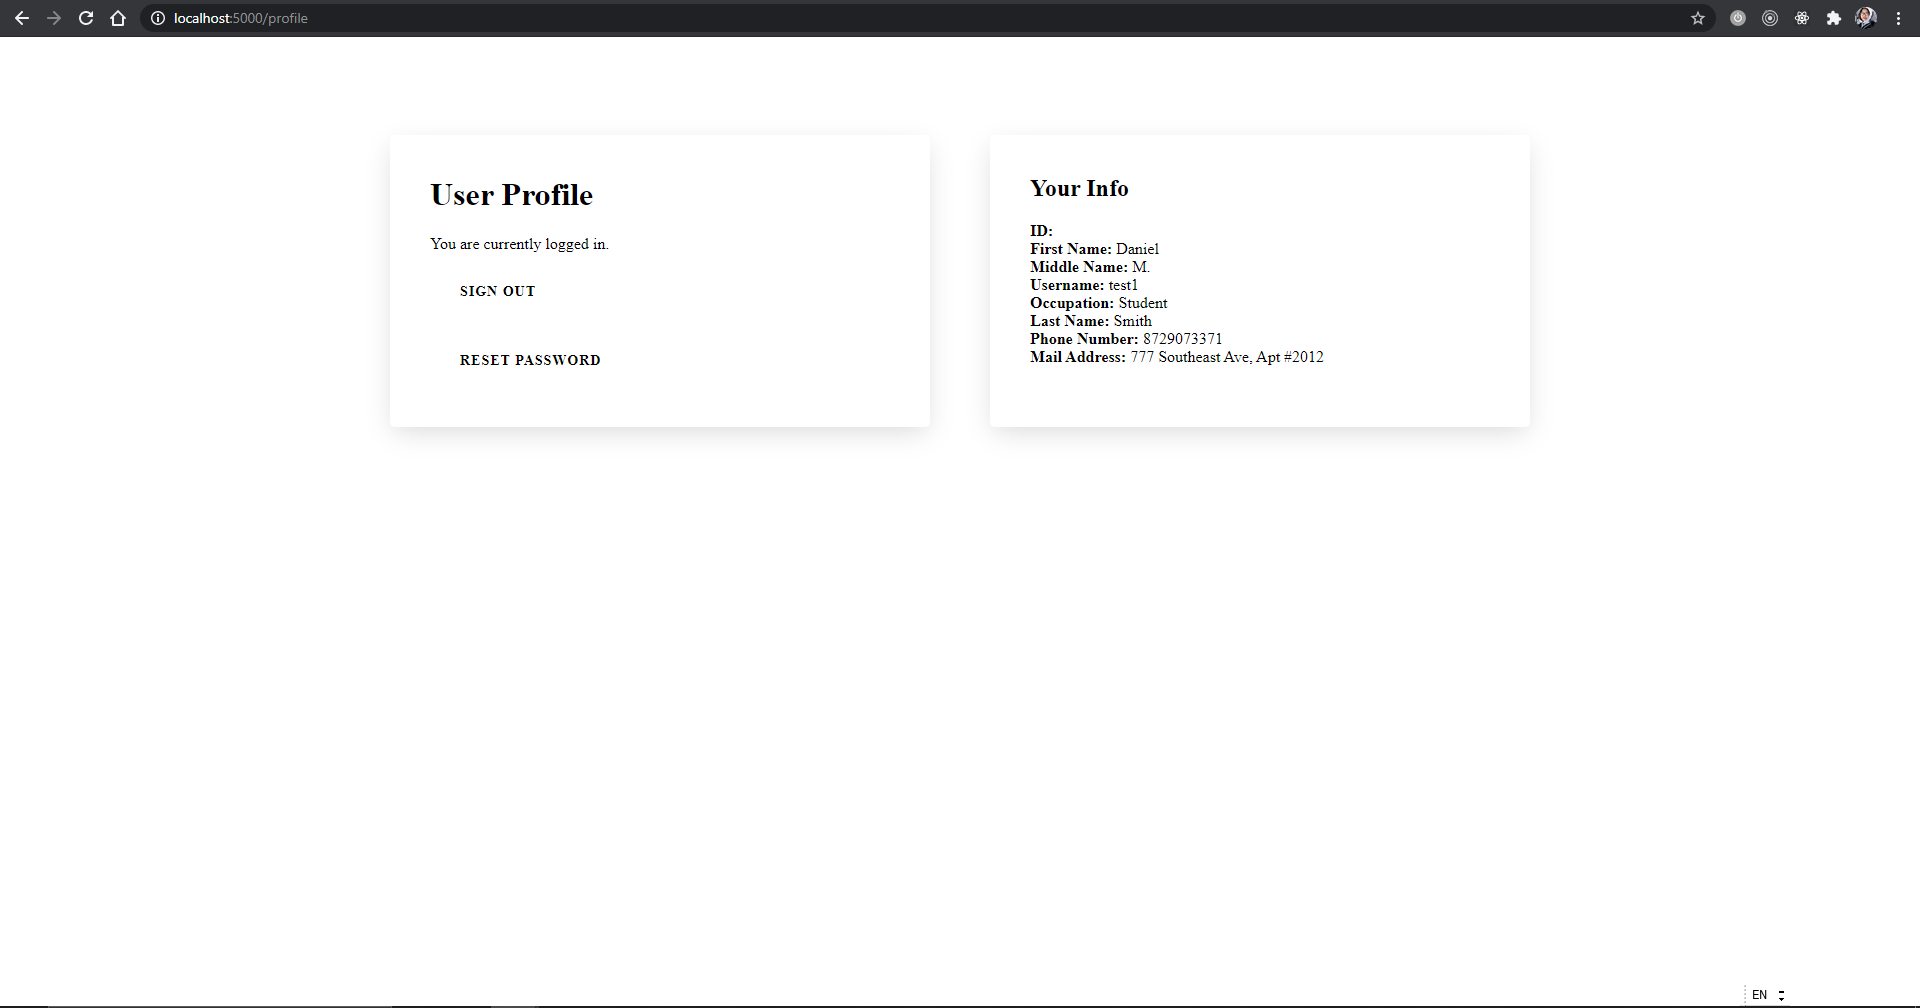 localhost:5000/profile
User Profile
You are currently logged in.
SIGN OUT
RESET PASSWORD
Your Info
ID:
First Name: Daniel
Middle Name: M.
Username: test1
Occupation: Student
Last Name: Smith
Phone Number: 8729073371
Mail Address: 777 Southeast Ave, Apt #2012
EN